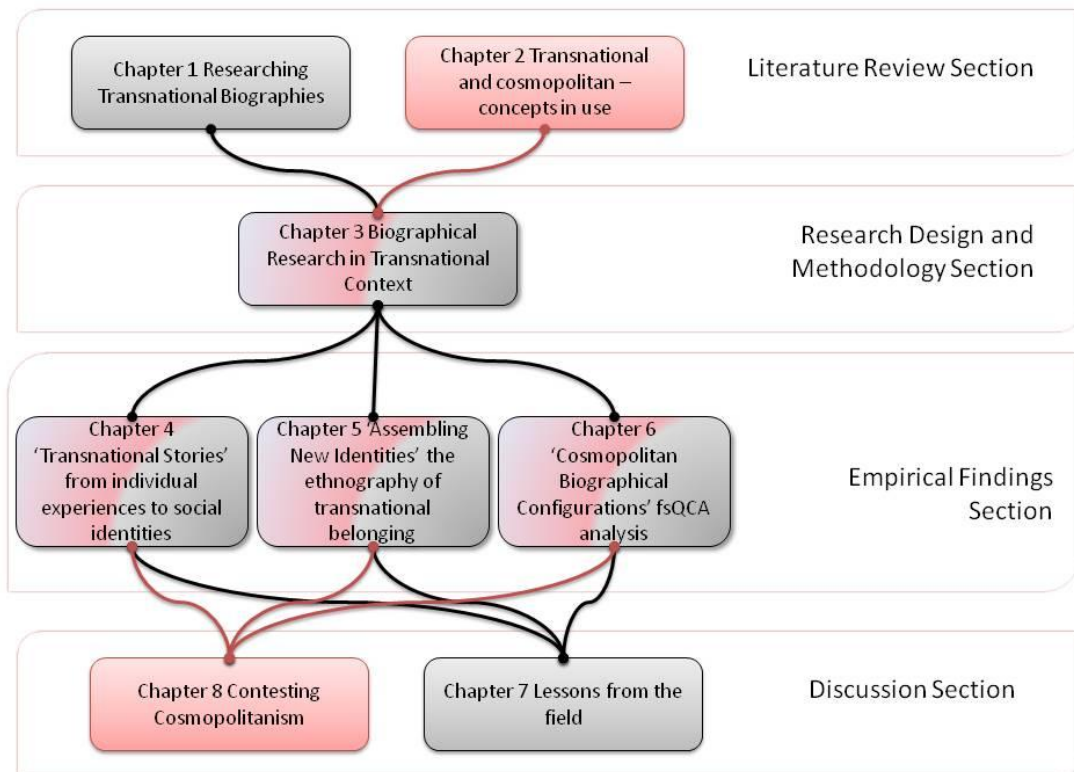 Chapter 1 Researching
Transnational Biographies
Chapter 2 Transnational
and cosmopolitan –
concepts in use
Literature Review Section
Chapter 3 Biographical
Research in Transnational
Context
Research Design and
Methodology Section
Chapter 4
‘Transnational Stories’
from individual
experiences to social
identities
Chapter 5 ‘Assembling
New Identities’ the
ethnography of
transnational
belonging
Chapter 6
‘Cosmopolitan
Biographical
Configurations’ fsQCA
analysis
Empirical Findings
Section
Chapter 8 Contesting
Cosmopolitanism
Chapter 7 Lessons from the
field
Discussion Section